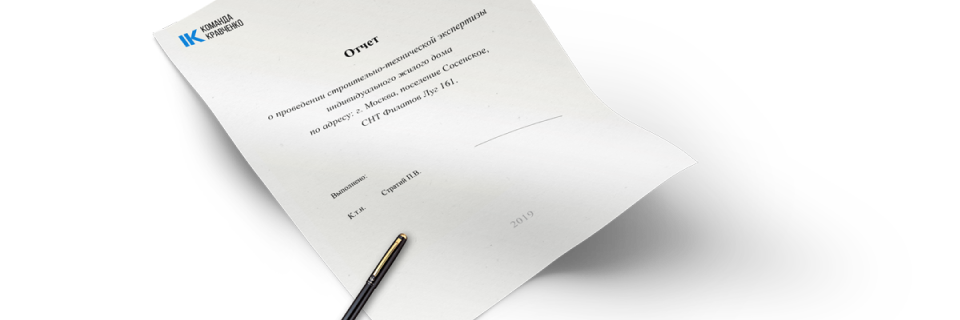 КОМАНДА
КРАВЧЕНКО
Отчет
о проведении строительно-технической экспертизы
индивидуального жилого дома
по адресу: г. Москва, поселение Сосенское,
СНТ Филатов Луг 161.
Выполнено:
К.т.н. Стратий П.В.
2019